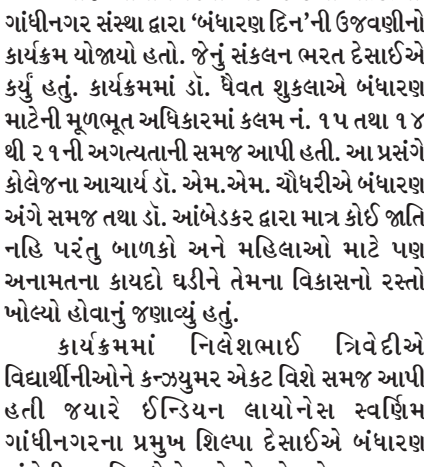 ગાંધીનગર સંસ્થા દ્વારા ‘બંધારણ દિન’ની ઉજવણીનો
કાર્યક્રમ યોજાયો હતો. જેનું સંકલન ભરત દેસાઈએ
કર્યું હતું. કાર્યક્રમમાં ડૉ. ધૈવત શુકલાએ બંધારણ
માટેની મૂળભૂત અધિકારમાં કલમ નં. ૧૫ તથા ૧૪
થી ૨૧ની અગત્યતાની સમજ આપી હતી. આ પ્રસંગે
કોલેજના આચાર્ય ડૉ. એમ.એમ. ચૌધરીએ બંધારણ
અંગે સમજ તથા ડૉ. આંબેડકર દ્વારા માત્ર કોઈ જાતિ
નહિ પરંતુ બાળકો અને મહિલાઓ માટે પણ
અનામતના કાયદો ઘડીને તેમના વિકાસનો રસ્તો
ખોલ્યો હોવાનું જણાવ્યું હતું.
કાર્યક્રમમાં નિલેશભાઈ ત્રિવેદીએ
વિદ્યાર્થીનીઓને કન્ઝયુમર એકટ વિશે સમજ આપી
હતી જયારે ઈન્ડિયન લાયોનેસ સ્વર્ણિમ
ગાંધીનગરના પ્રમુખ શિલ્પા દેસાઈએ બંધારણ